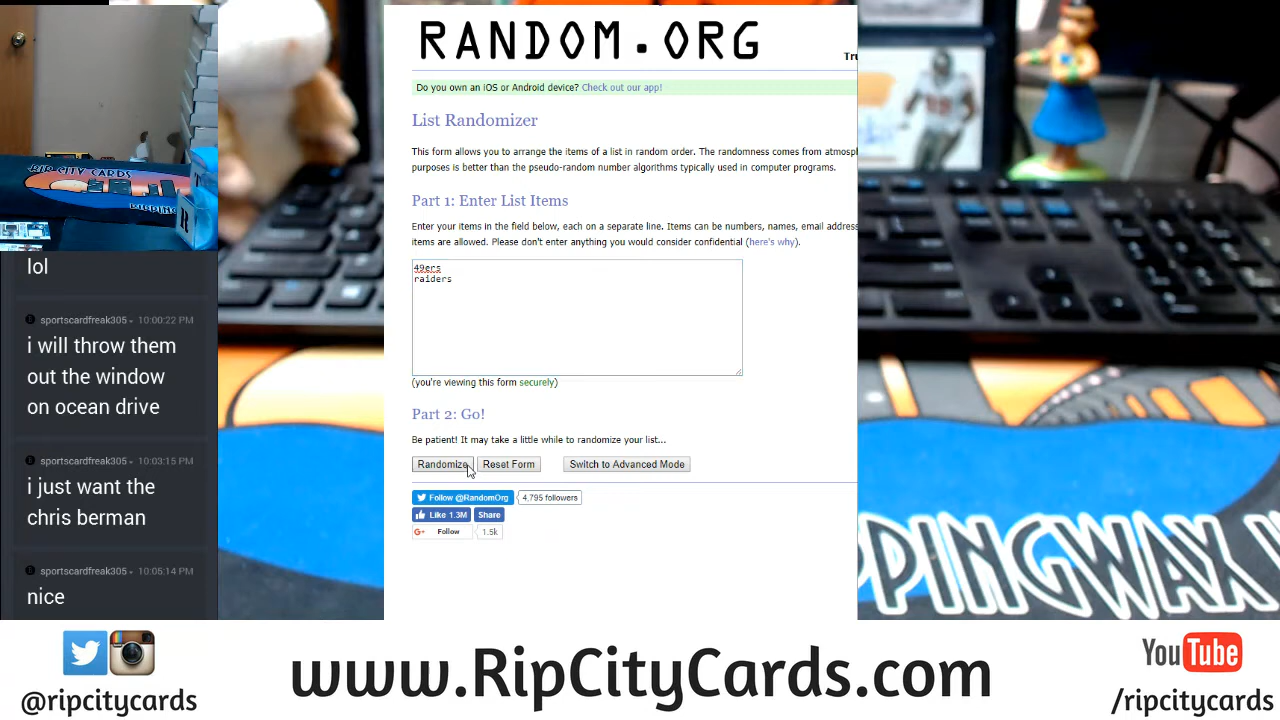 RIP CITY CARDS
RIPPING
lol
sportscardfreak305
10:00:22 PM
i will throw them
out the window
on ocean drive
sportscardfreak305
10:03:15 PM
i just want the
chris berman
sportscardfreak305
10:05:14 PM
nice
RANDOM.ORG
Tru
Do you own an iOS or Android device? Check out our app!
List Randomizer
This form allows you to arrange the items of a list in random order. The randomness comes from atmosph
purposes is better than the pseudo-random number algorithms typically used in computer programs.
Part 1: Enter List Items
Enter your items in the field below, each on a separate line. Items can be numbers, names, email address
items are allowed. Please don't enter anything you would consider confidential (here's why).
49ers
raiders
(you're viewing this form securely)
Part 2: Go!
Be patient! It may take a little while to randomize your list...
Randomize Reset Form Switch to Advanced Mode
Follow @RandomOrg 4,795 followers
Like 1.3M Share
G+ Follow 1.5k
PPINGWAX
@ripcitycards
www.RipCityCards.com
YouTube
/ripcitycards